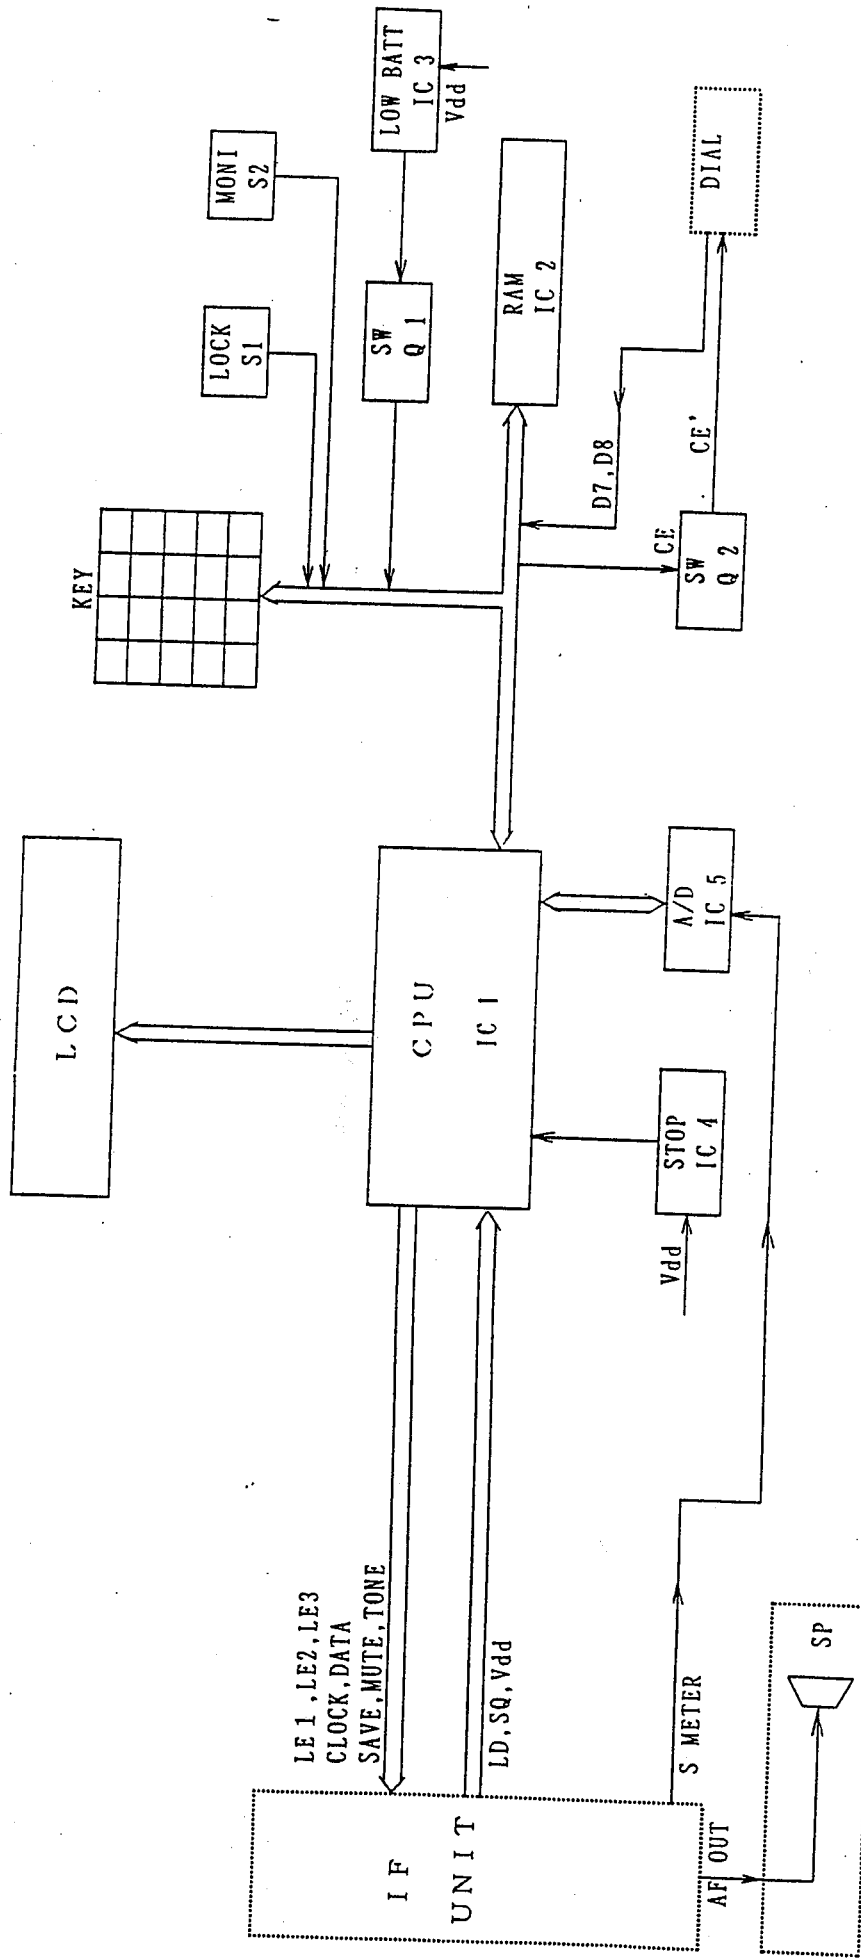 LCD
KEY
LOCK
S1
MONI
S2
LOW BATT
IC 3
Vdd
SW
Q 1
RAM
IC 2
CPU
IC 1
LE1,LE2,LE3
CLOCK,DATA
SAVE,MUTE,TONE
IF
UNIT
LD,SQ,Vdd
S METER
AF OUT
SP
Vdd
STOP
IC 4
A/D
IC 5
CE
SW
Q 2
CE'
D7,D8
DIAL